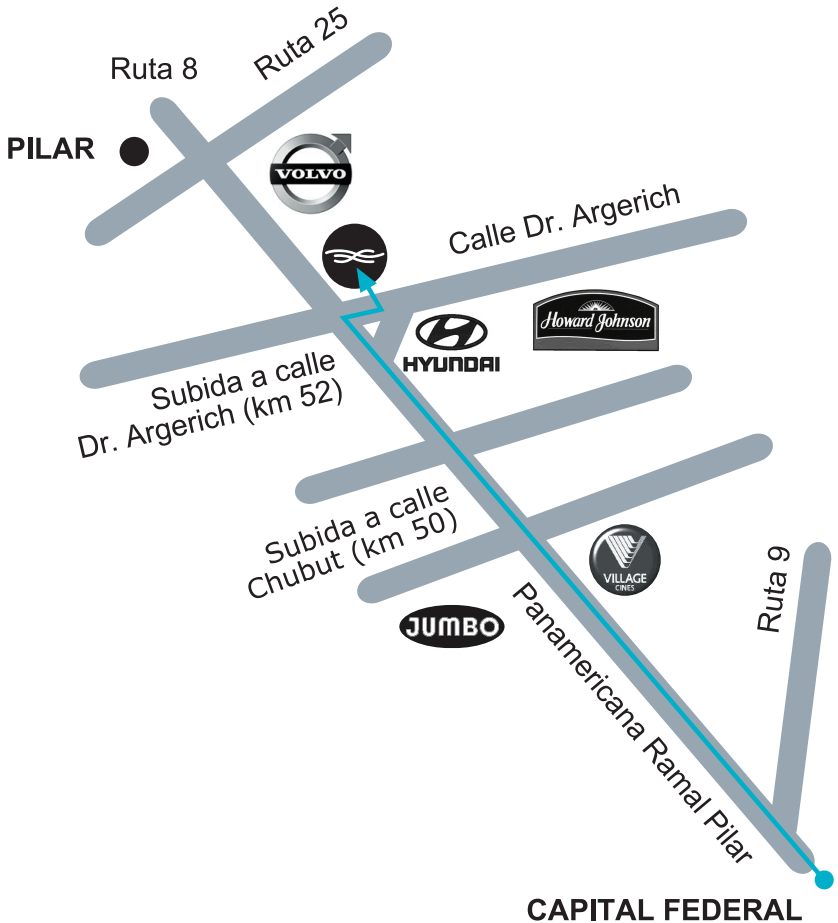 Ruta 25
Ruta 8
PILAR
VOLVO
Calle Dr. Argerich
Howard Johnson
HYUNDAI
Subida a calle
Dr. Argerich (km 52)
Subida a calle
Chubut (km 50)
VILLAGE
CINES
Ruta 9
JUMBO
Panamericana Ramal Pilar
CAPITAL FEDERAL